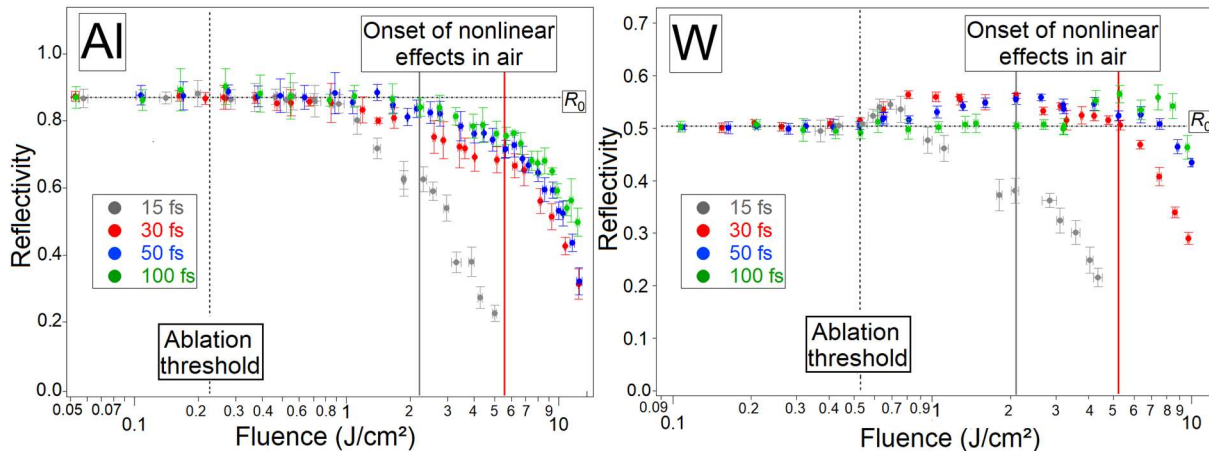 Al
Onset of nonlinear
effects in air
1.0
0.8
0.6
0.4
0.2
0.0
Reflectivity
R0
15 fs
30 fs
50 fs
100 fs
Ablation
threshold
0.05 0.07 0.1 0.2 0.3 0.4 0.5 0.6 0.8 1 2 3 4 5 6 7 8 9 10
Fluence (J/cm²)
W
Onset of nonlinear
effects in air
0.7
0.6
0.5
0.4
0.3
0.2
0.1
0.0
Reflectivity
R0
15 fs
30 fs
50 fs
100 fs
Ablation
threshold
0.09 0.1 0.2 0.3 0.4 0.5 0.6 0.7 0.9 1 2 3 4 5 6 7 8 9 10
Fluence (J/cm²)